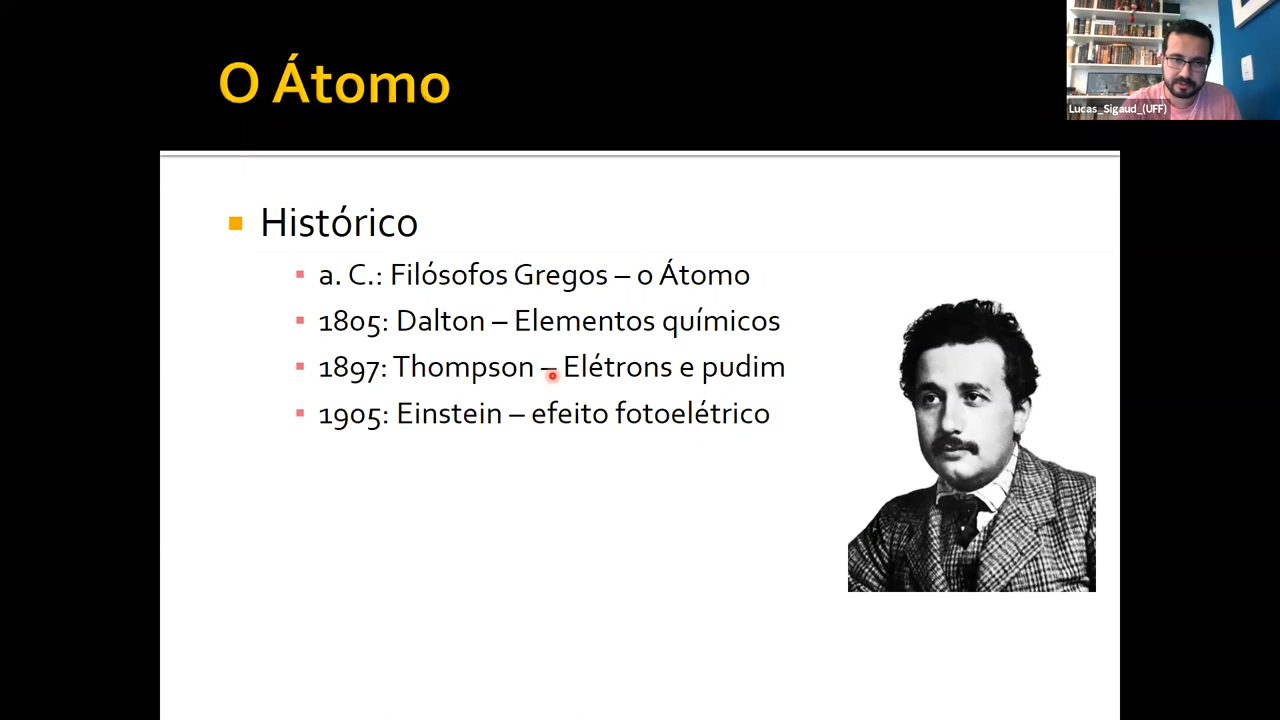 O Átomo
Lucas_Sigaud_(UFF)
Histórico
a. C.: Filósofos Gregos – o Átomo
1805: Dalton – Elementos químicos
1897: Thompson – Elétrons e pudim
1905: Einstein – efeito fotoelétrico